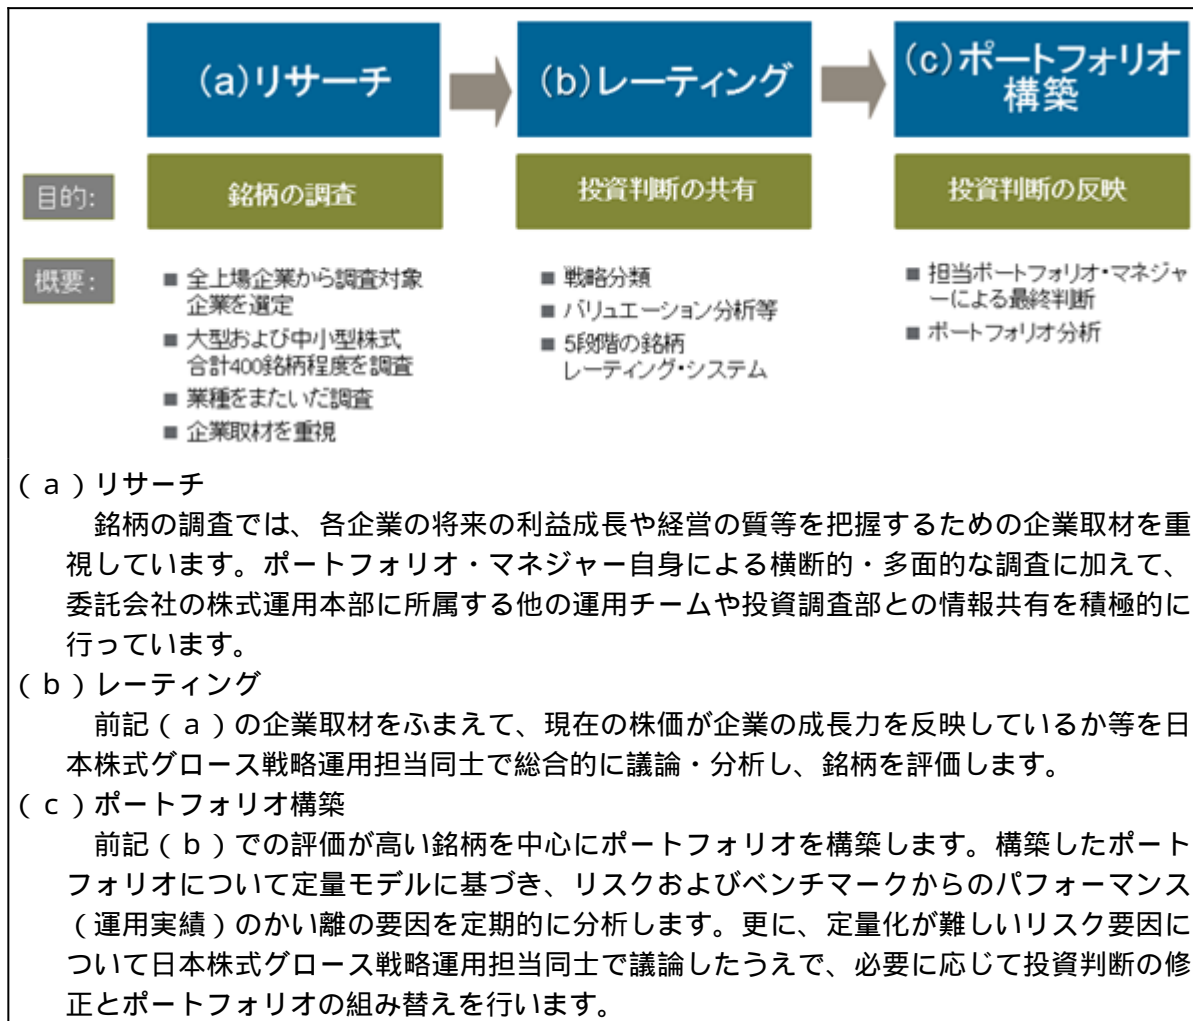 (a)リサーチ
(b)レーティング
(c)ポートフォリオ
構築
目的:
銘柄の調査
投資判断の共有
投資判断の反映
概要:
■ 全上場企業から調査対象
企業を選定
■ 大型および中小型株式
合計400銘柄程度を調査
■ 業種をまたいだ調査
■ 企業取材を重視
■ 戦略分類
■ バリュエーション分析等
■ 5段階の銘柄
レーティング・システム
■ 担当ポートフォリオ・マネジャ
ーによる最終判断
■ ポートフォリオ分析
(a)リサーチ
銘柄の調査では、各企業の将来の利益成長や経営の質等を把握するための企業取材を重
視しています。ポートフォリオ・マネジャー自身による横断的・多面的な調査に加えて、
委託会社の株式運用本部に所属する他の運用チームや投資調査部との情報共有を積極的に
行っています。
(b)レーティング
前記(a)の企業取材をふまえて、現在の株価が企業の成長力を反映しているか等を日
本株式グロース戦略運用担当同士で総合的に議論・分析し、銘柄を評価します。
(c)ポートフォリオ構築
前記(b)での評価が高い銘柄を中心にポートフォリオを構築します。構築したポート
フォリオについて定量モデルに基づき、リスクおよびベンチマークからのパフォーマンス
(運用実績)のかい離の要因を定期的に分析します。更に、定量化が難しいリスク要因に
ついて日本株式グロース戦略運用担当同士で議論したうえで、必要に応じて投資判断の修
正とポートフォリオの組み替えを行います。